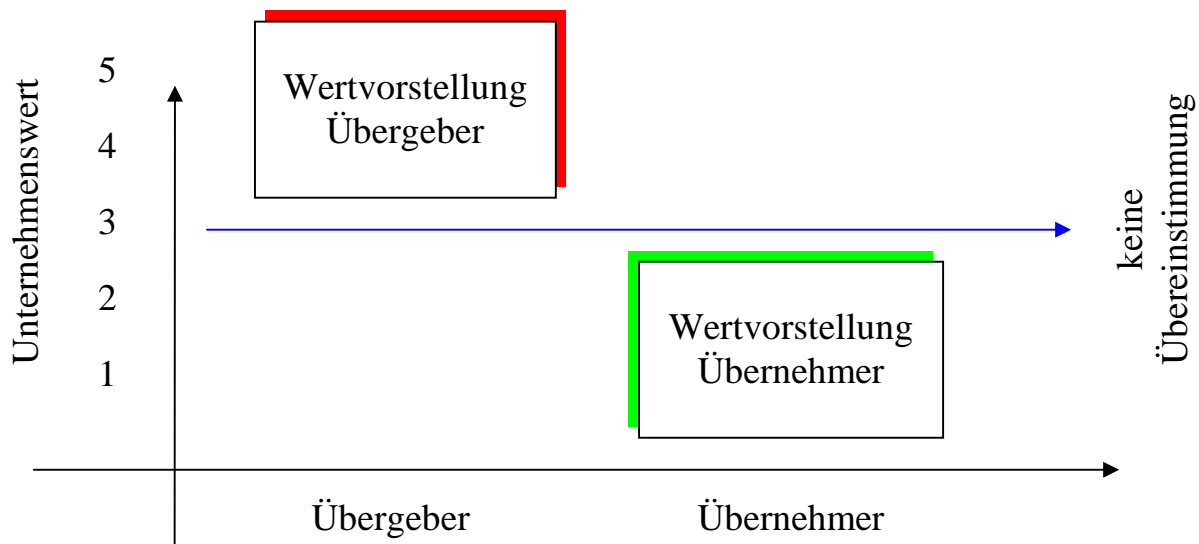 Unternehmenswert
5
4
3
2
1
Wertvorstellung
Übergeber
Wertvorstellung
Übernehmer
keine
Übereinstimmung
Übergeber
Übernehmer